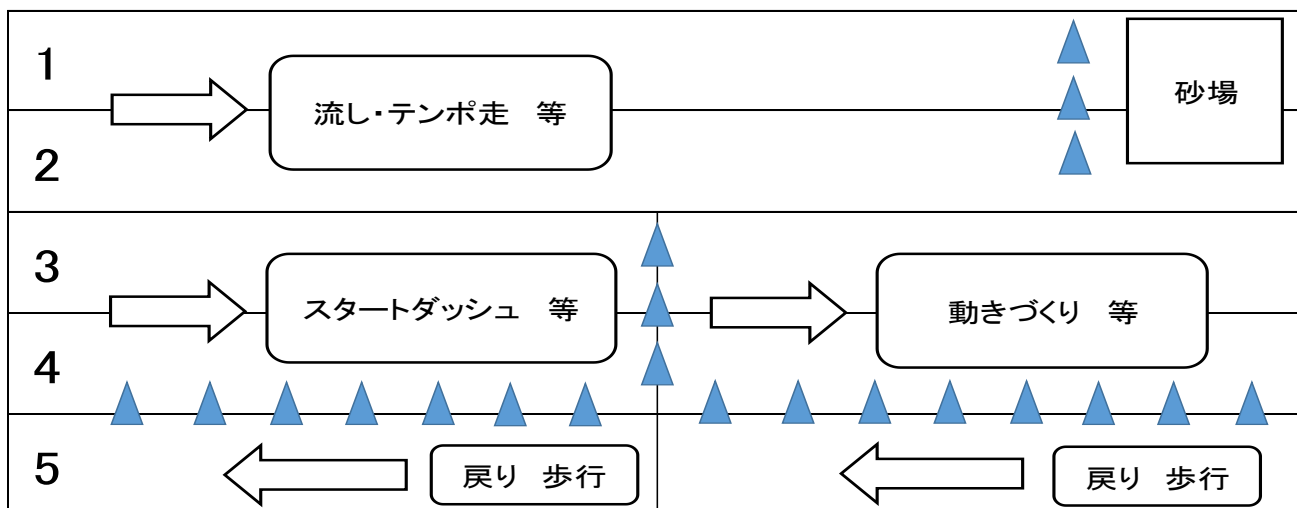 1
流し・テンポ走　等
砂場
2
3
スタートダッシュ　等
動きづくり　等
4
5
戻り　歩行
戻り　歩行